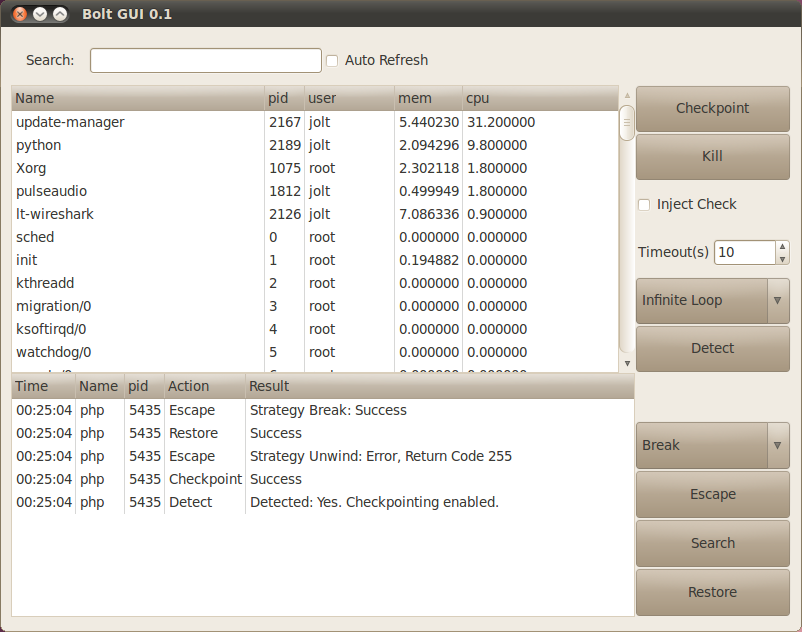 Bolt GUI 0.1
Search: Auto Refresh
Name pid user mem cpu
update-manager 2167 jolt 5.440230 31.200000
python 2189 jolt 2.094296 9.800000
Xorg 1075 root 2.302118 1.800000
pulseaudio 1812 jolt 0.499949 1.800000
lt-wireshark 2126 jolt 7.086336 0.900000
sched 0 root 0.000000 0.000000
init 1 root 0.194882 0.000000
kthreadd 2 root 0.000000 0.000000
migration/0 3 root 0.000000 0.000000
ksoftirqd/0 4 root 0.000000 0.000000
watchdog/0 5 root 0.000000 0.000000
Checkpoint
Kill
Inject Check
Timeout(s) 10
Infinite Loop
Detect
Time Name pid Action Result
00:25:04 php 5435 Escape Strategy Break: Success
00:25:04 php 5435 Restore Success
00:25:04 php 5435 Escape Strategy Unwind: Error, Return Code 255
00:25:04 php 5435 Checkpoint Success
00:25:04 php 5435 Detect Detected: Yes. Checkpointing enabled.
Break
Escape
Search
Restore